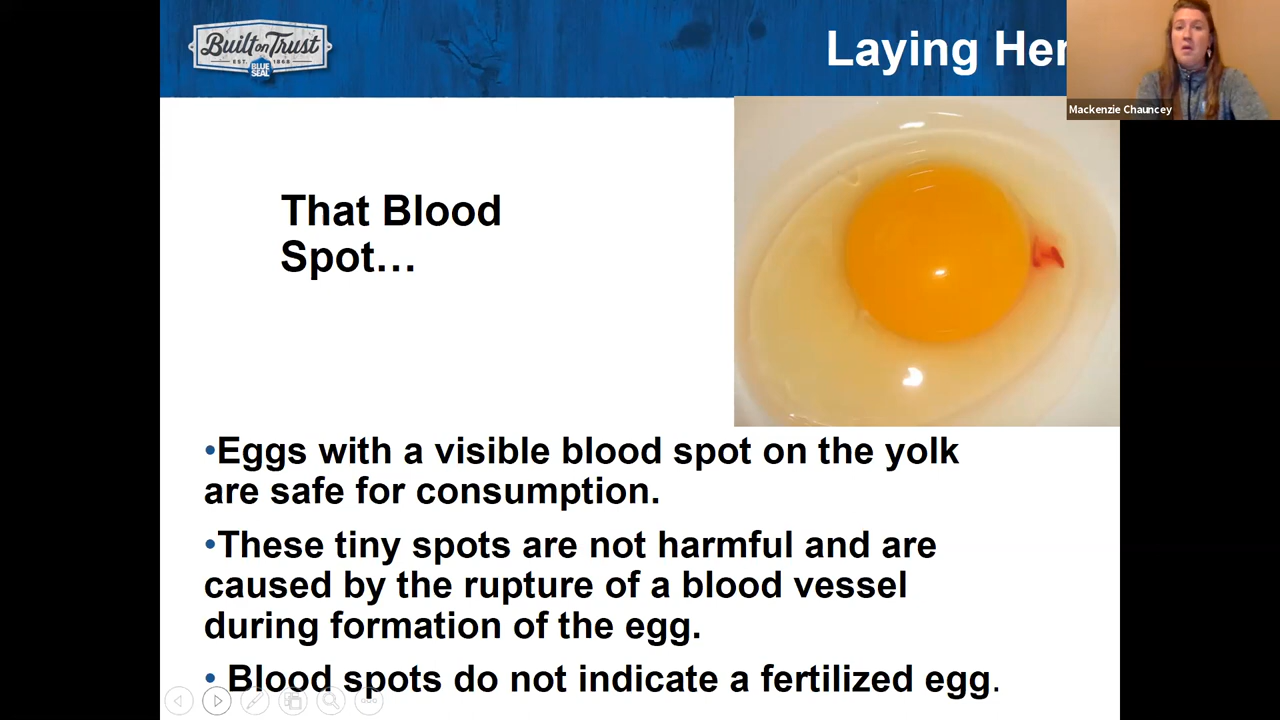 Built on Trust
EST. 1868
BLUE
SEAL
Laying Hen
Mackenzie Chauncey
That Blood
Spot…
•Eggs with a visible blood spot on the yolk
are safe for consumption.
•These tiny spots are not harmful and are
caused by the rupture of a blood vessel
during formation of the egg.
• Blood spots do not indicate a fertilized egg.